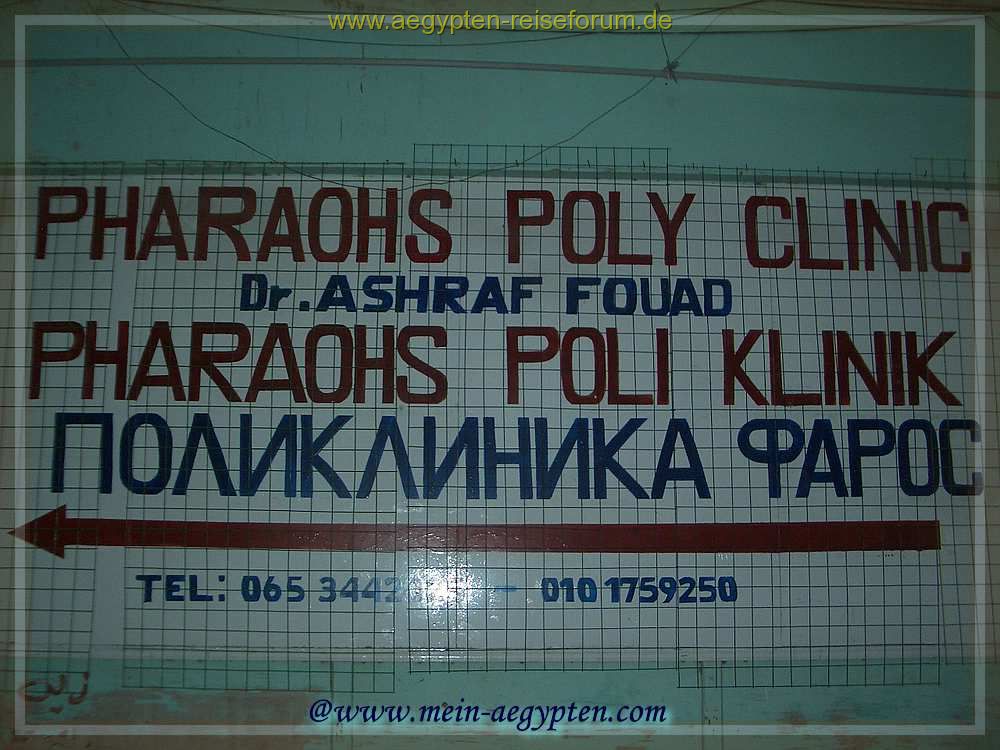 www.aegypten-reiseforum.de
PHARAOHS POLY CLINIC
Dr. ASHRAF FOUAD
PHARAOHS POLI KLINIK
ПОЛИКЛИНИКА ФАРОС
TEL: 065 — 010 1759250
@www.mein-aegypten.com